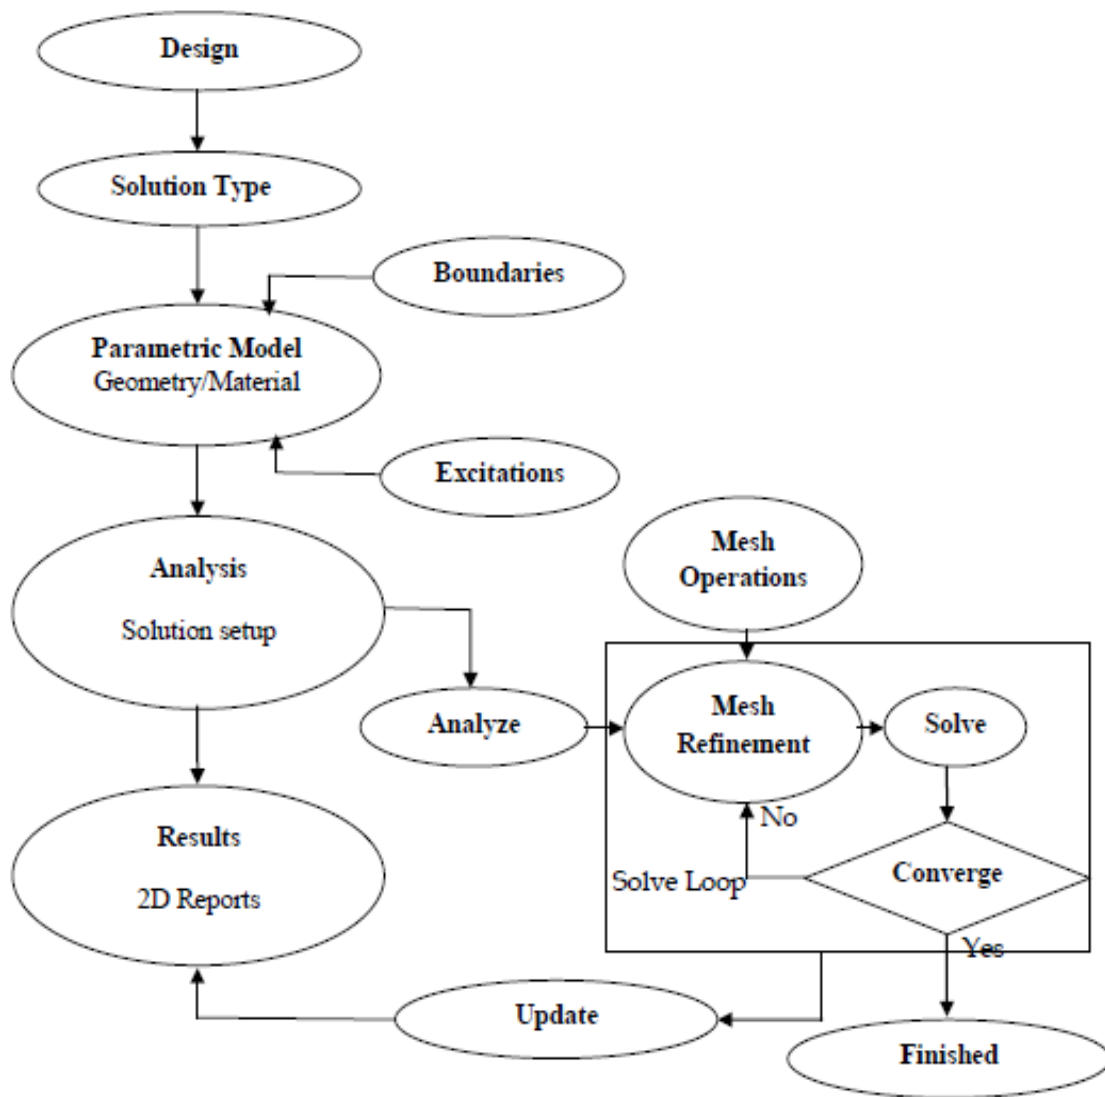 Design
Solution Type
Boundaries
Parametric Model
Geometry/Material
Excitations
Analysis
Solution setup
Mesh
Operations
Analyze
Mesh
Refinement
Solve
No
Solve Loop
Converge
Yes
Results
2D Reports
Update
Finished